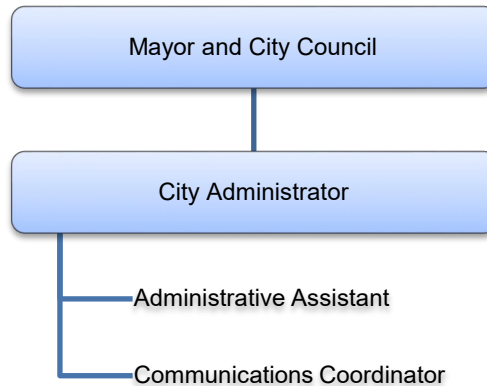 Mayor and City Council
City Administrator
Administrative Assistant
Communications Coordinator